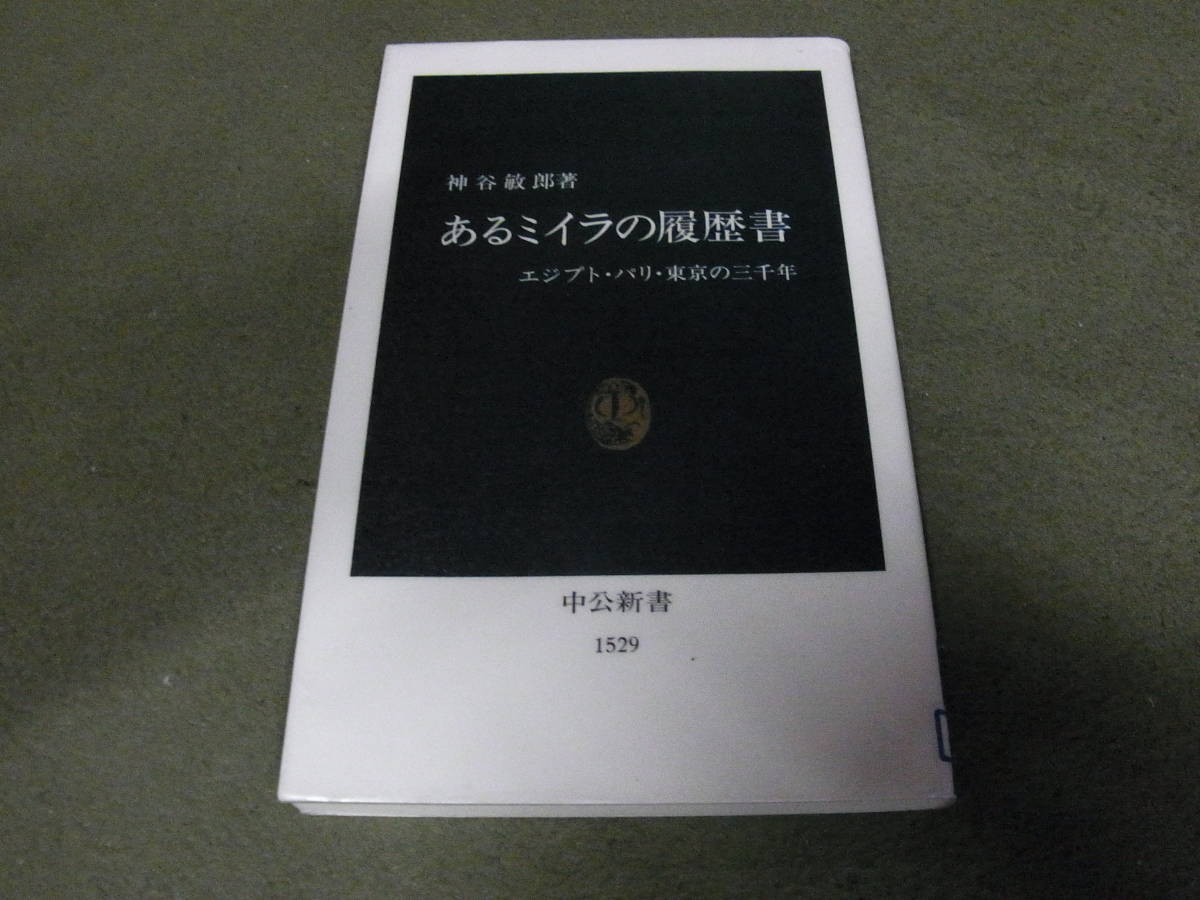 神谷敏郎著
あるミイラの履歴書
エジプト・パリ・東京の三千年
中公新書
1529